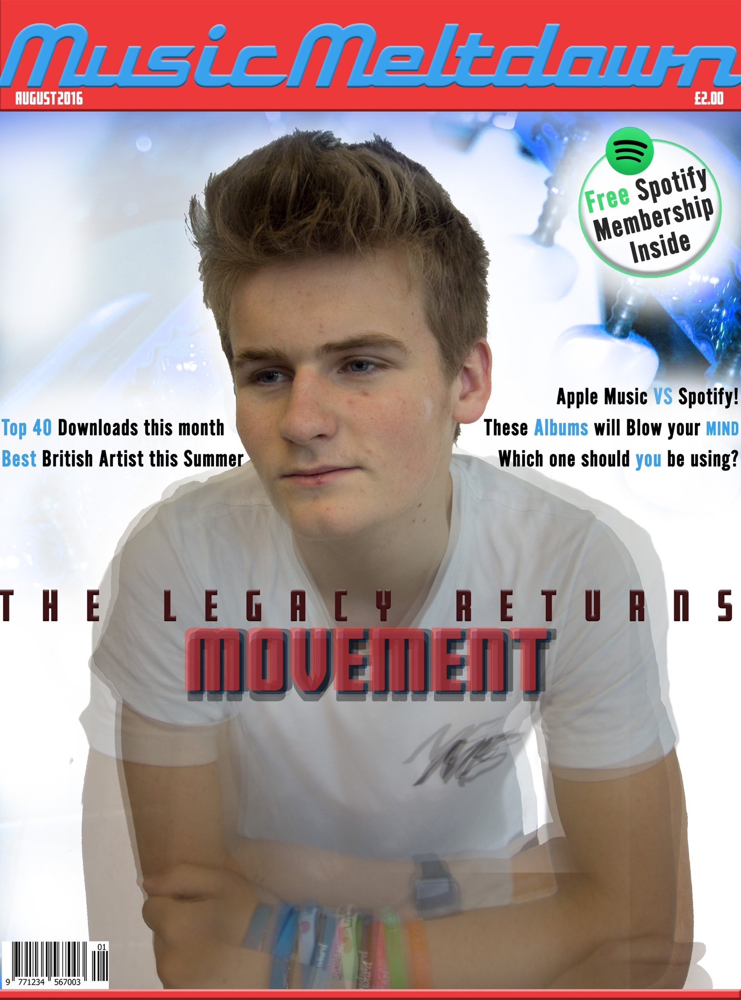 Music Meltdown
AUGUST 2016
£2.00
Free Spotify
Membership
Inside
Apple Music VS Spotify!
Top 40 Downloads this month
These Albums will Blow your MIND
Best British Artist this Summer
Which one should you be using?
THE LEGACY RETURNS
MOVEMENT
01
9 771234 567003